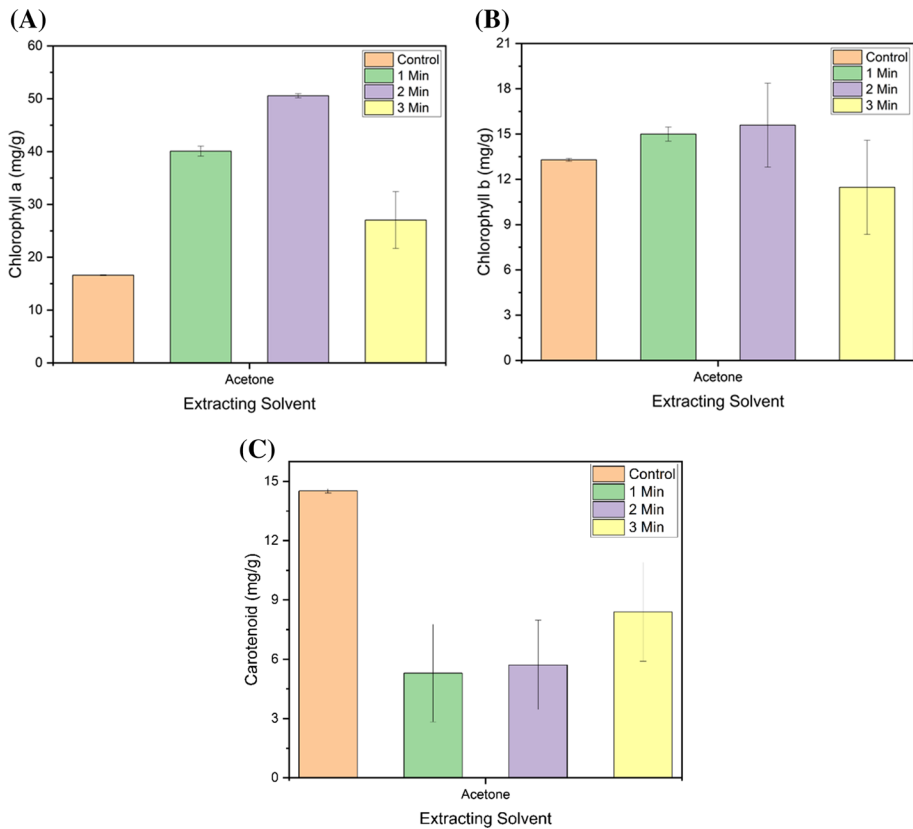 (A)
60
50
40
30
20
10
0
Chlorophyll a (mg/g)
Control
1 Min
2 Min
3 Min
Acetone
Extracting Solvent
(B)
21
18
15
12
9
6
3
0
Chlorophyll b (mg/g)
Control
1 Min
2 Min
3 Min
Acetone
Extracting Solvent
(C)
15
12
9
6
3
0
Carotenoid (mg/g)
Control
1 Min
2 Min
3 Min
Acetone
Extracting Solvent